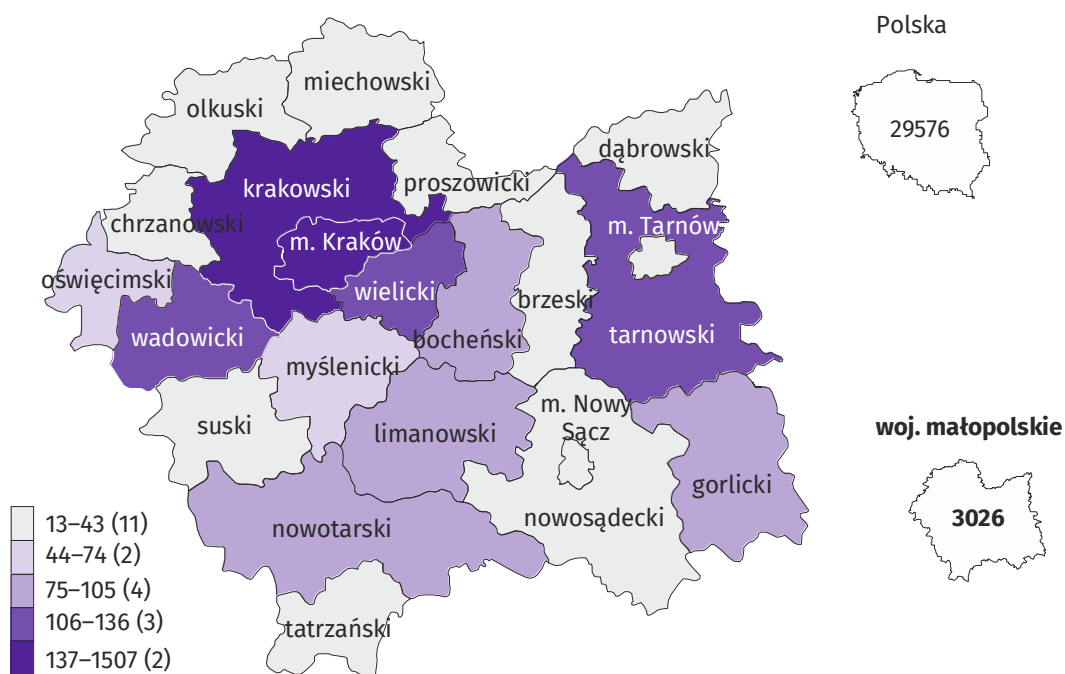 Polska
29576
miechowski
olkuski
dąbrowski
krakowski
proszowicki
chrzanowski
m. Kraków
m. Tarnów
oświęcimski
wielicki
brzeski
wadowicki
bocheński
tarnowski
myślenicki
m. Nowy
Sącz
suski
limanowski
woj. małopolskie
3026
gorlicki
nowotarski
nowosądecki
tatrzański
13–43 (11)
44–74 (2)
75–105 (4)
106–136 (3)
137–1507 (2)